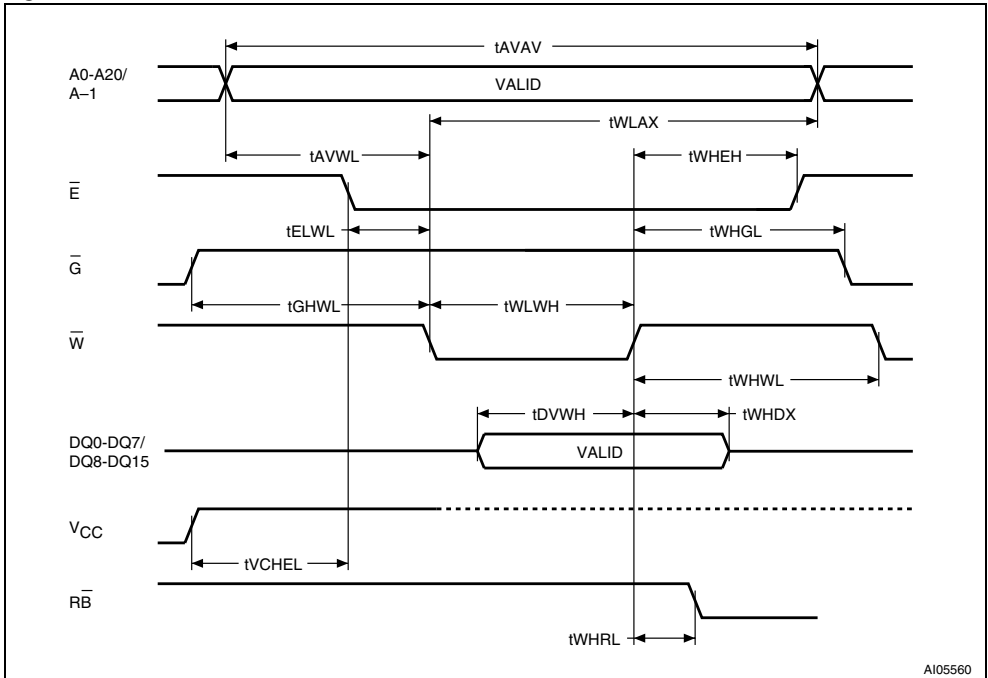 tAVAV
A0-A20/
A–1
VALID
tWLAX
tAVWL
tWHEH
E̅
tELWL
tWHGL
G̅
tGHWL
tWLWH
W̅
tWHWL
tDVWH
tWHDX
DQ0-DQ7/
DQ8-DQ15
VALID
VCC
tVCHEL
RB̅
tWHRL
AI05560